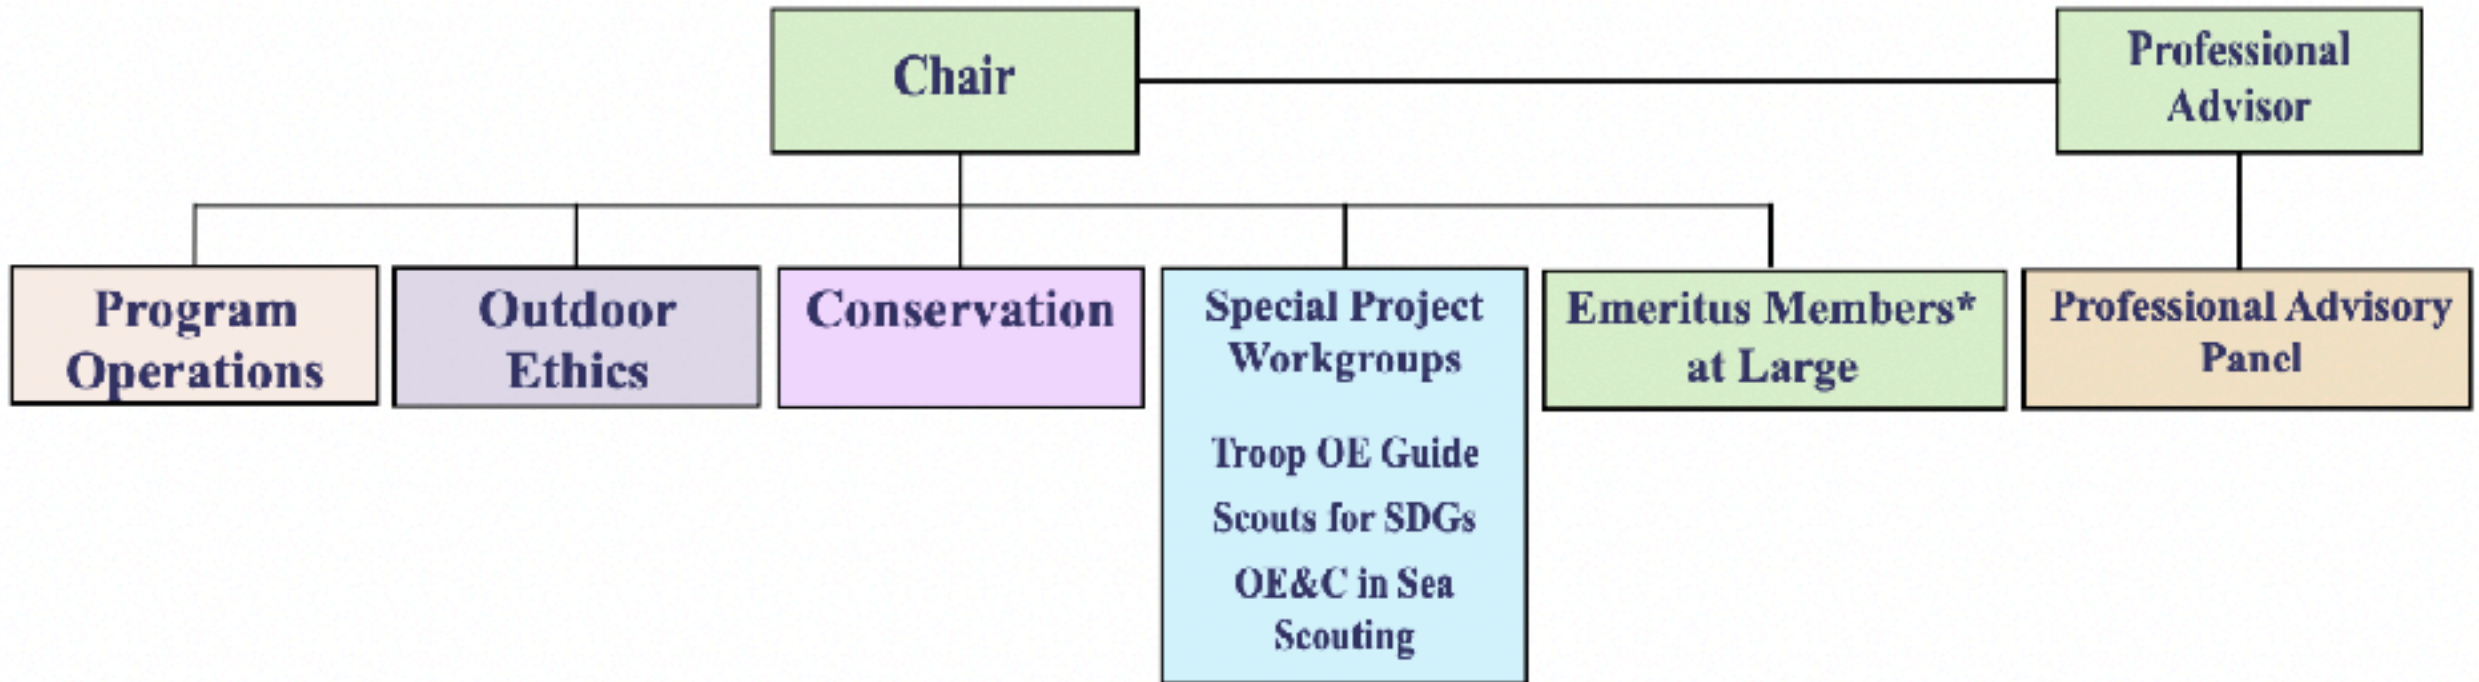 Chair
Professional
Advisor
Program
Operations
Outdoor
Ethics
Conservation
Special Project
Workgroups
Troop OE Guide
Scouts for SDGs
OE&C in Sea
Scouting
Emeritus Members*
at Large
Professional Advisory
Panel